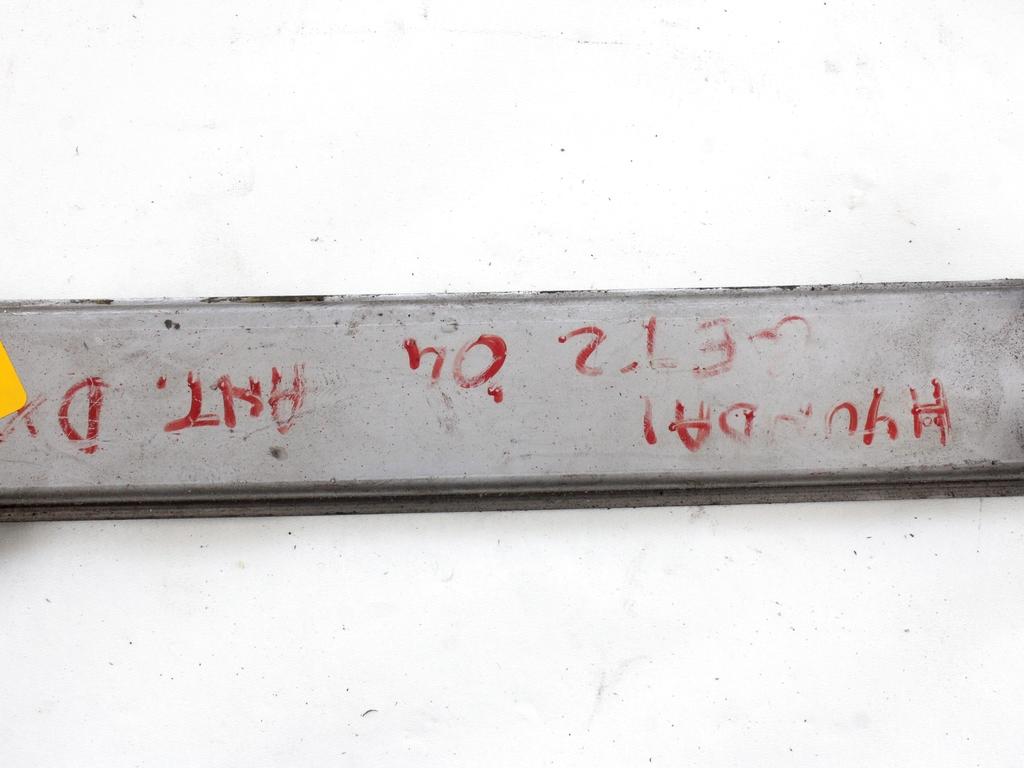 HYUNDAI
GETZ '04
ANT. DX